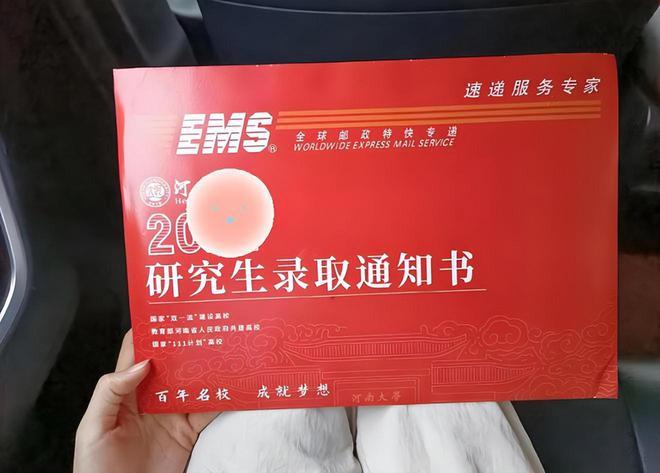 速递服务专家
EMS®
全球邮政特快专递
WORLDWIDE EXPRESS MAIL SERVICE
河
He
20
研究生录取通知书
国家“双一流”建设高校
教育部河南省人民政府共建高校
国家“111计划”高校
百年名校 成就梦想
河南大學